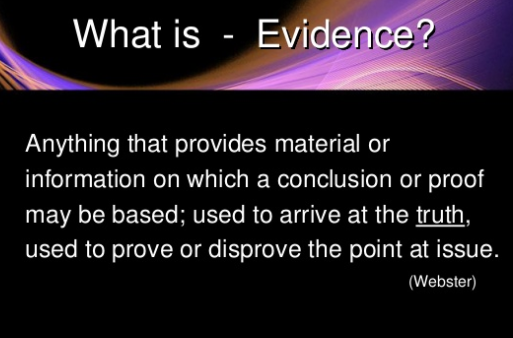 What is - Evidence?
Anything that provides material or
information on which a conclusion or proof
may be based; used to arrive at the truth,
used to prove or disprove the point at issue.
(Webster)